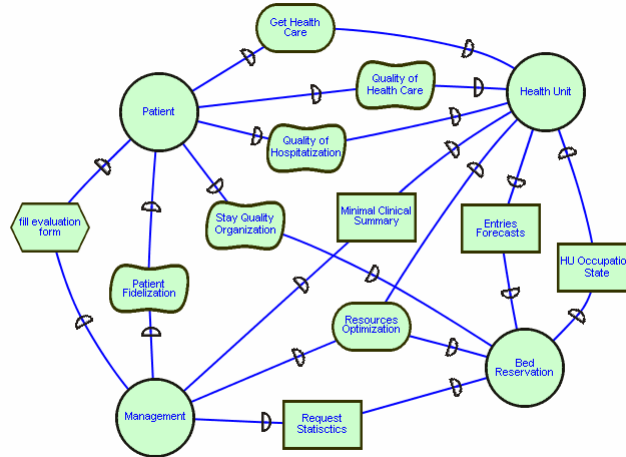 Get Health
Care
Quality of
Health Care
Health Unit
Patient
Quality of
Hospitatization
fill evaluation
form
Stay Quality
Organization
Minimal Clinical
Summary
Entries
Forecasts
HU Occupation
State
Patient
Fidelization
Resources
Optimization
Bed
Reservation
Management
Request
Statisctics